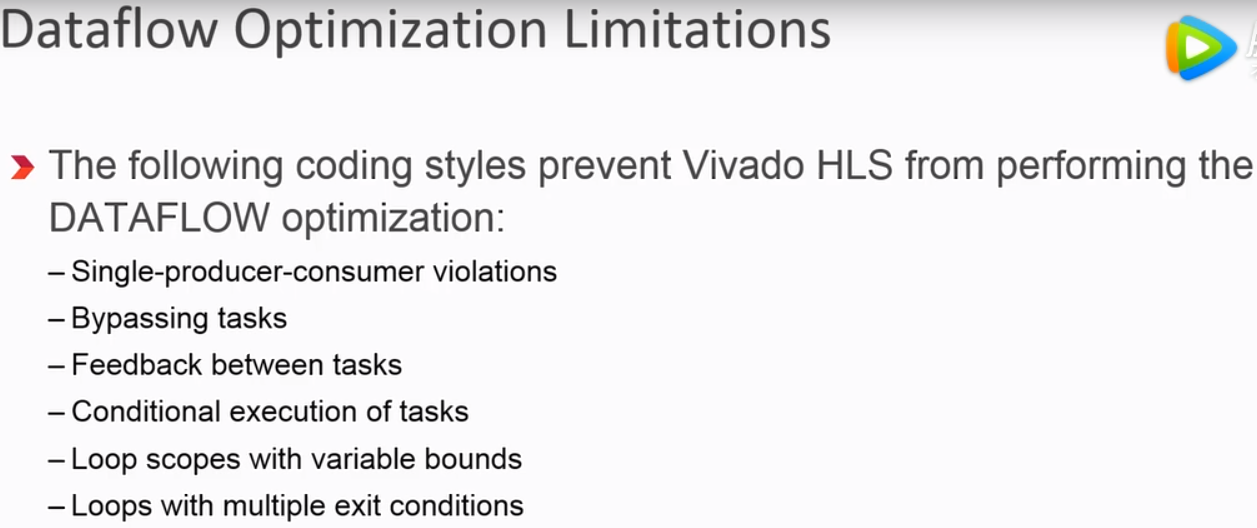 Dataflow Optimization Limitations
The following coding styles prevent Vivado HLS from performing the
DATAFLOW optimization:
– Single-producer-consumer violations
– Bypassing tasks
– Feedback between tasks
– Conditional execution of tasks
– Loop scopes with variable bounds
– Loops with multiple exit conditions